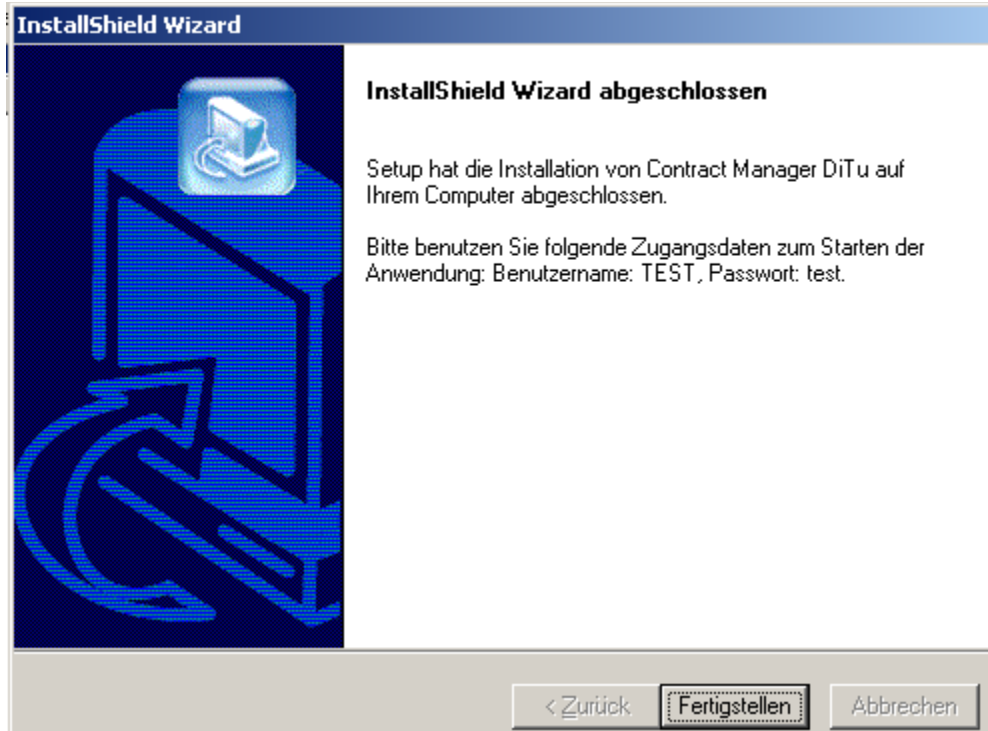 InstallShield Wizard
InstallShield Wizard abgeschlossen
Setup hat die Installation von Contract Manager DiTu auf
Ihrem Computer abgeschlossen.
Bitte benutzen Sie folgende Zugangsdaten zum Starten der
Anwendung: Benutzername: TEST, Passwort: test.
< Zurück
Fertigstellen
Abbrechen